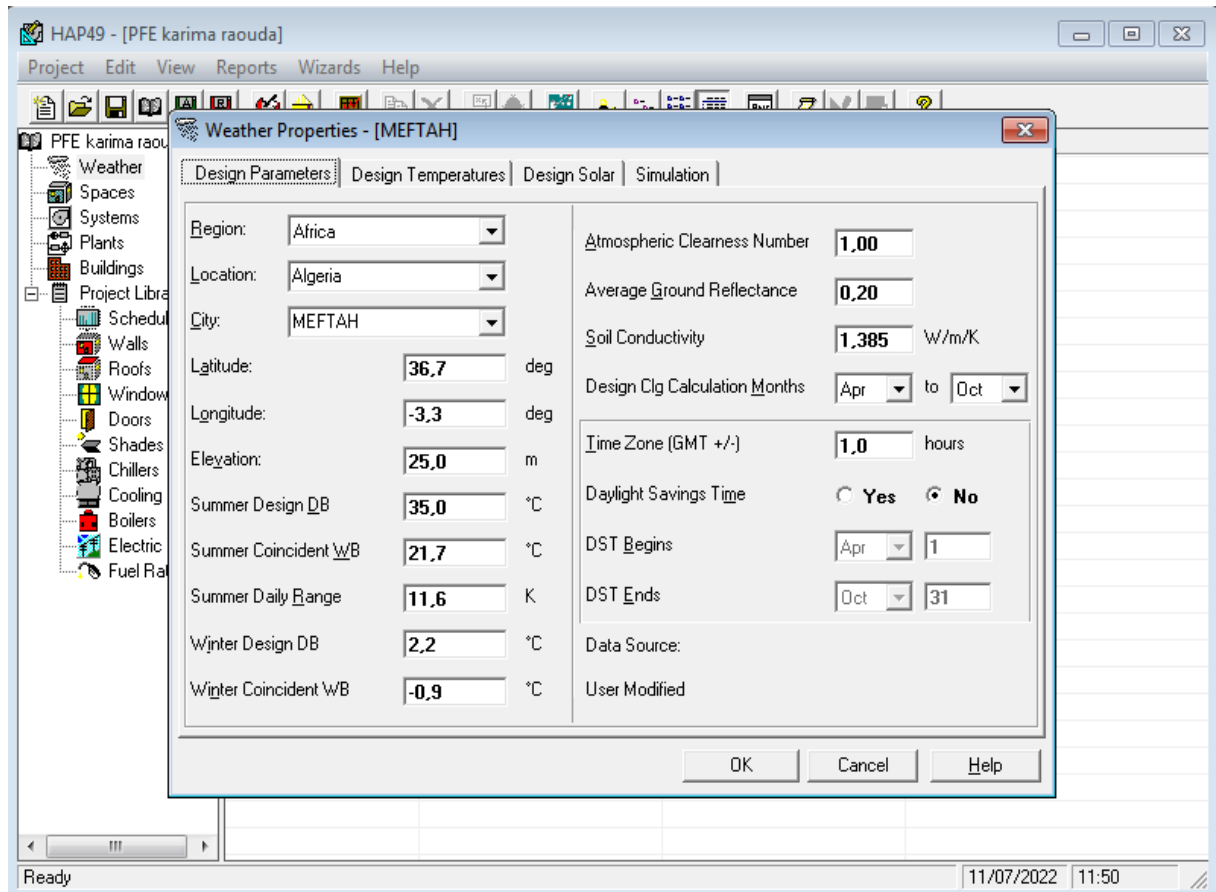 HAP49 - [PFE karima raouda]
Project Edit View Reports Wizards Help
PFE karima raou
Weather
Spaces
Systems
Plants
Buildings
Project Libra
Schedul
Walls
Roofs
Window
Doors
Shades
Chillers
Cooling
Boilers
Electric
Fuel Rat
Weather Properties - [MEFTAH]
Design Parameters Design Temperatures Design Solar Simulation
Region: Africa
Location: Algeria
City: MEFTAH
Latitude: 36,7 deg
Longitude: -3,3 deg
Elevation: 25,0 m
Summer Design DB 35,0 °C
Summer Coincident WB 21,7 °C
Summer Daily Range 11,6 K
Winter Design DB 2,2 °C
Winter Coincident WB -0,9 °C
Atmospheric Clearness Number 1,00
Average Ground Reflectance 0,20
Soil Conductivity 1,385 W/m/K
Design Clg Calculation Months Apr to Oct
Time Zone (GMT +/-) 1,0 hours
Daylight Savings Time Yes No
DST Begins Apr 1
DST Ends Oct 31
Data Source:
User Modified
OK Cancel Help
Ready 11/07/2022 11:50